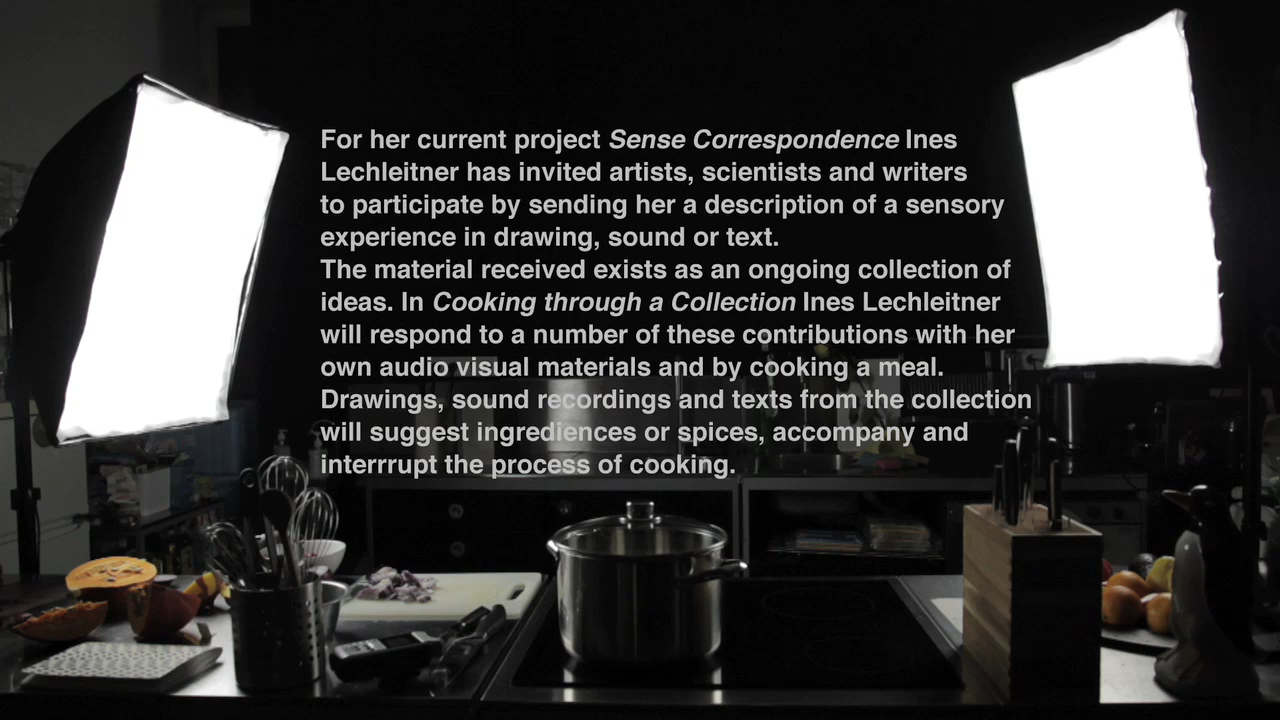 For her current project Sense Correspondence Ines
Lechleitner has invited artists, scientists and writers
to participate by sending her a description of a sensory
experience in drawing, sound or text.
The material received exists as an ongoing collection of
ideas. In Cooking through a Collection Ines Lechleitner
will respond to a number of these contributions with her
own audio visual materials and by cooking a meal.
Drawings, sound recordings and texts from the collection
will suggest ingrediences or spices, accompany and
interrrupt the process of cooking.